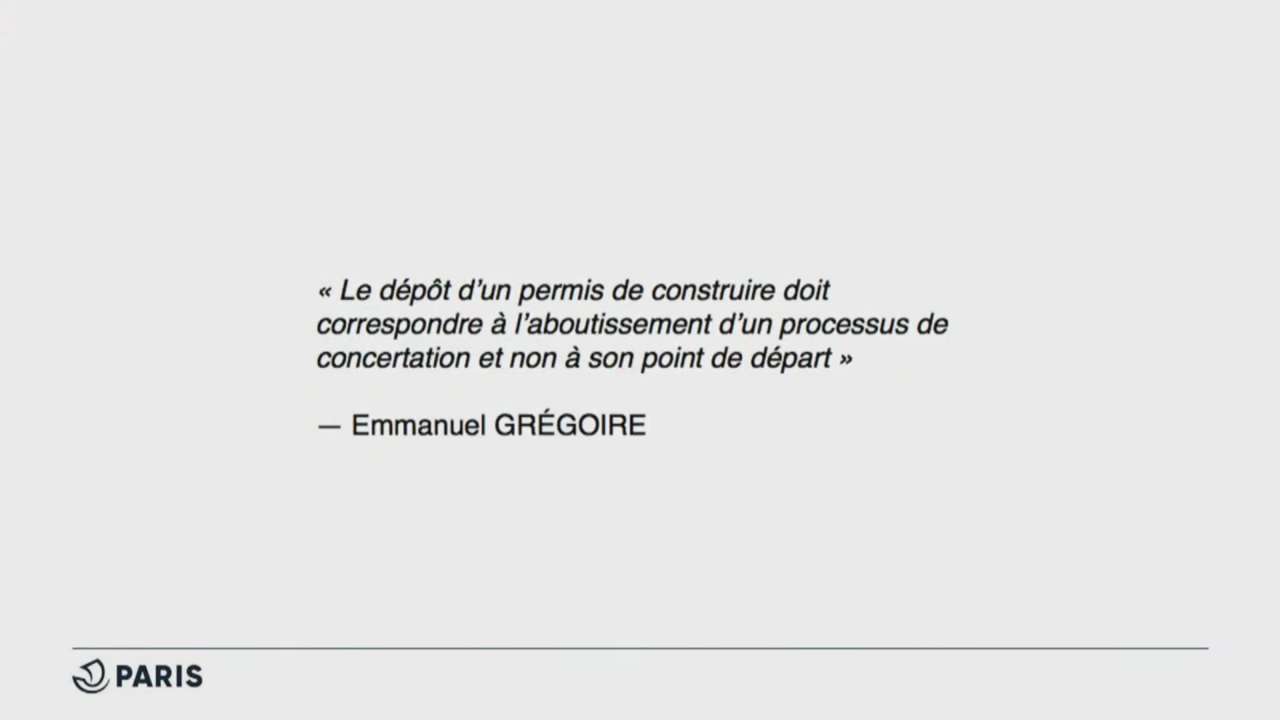 « Le dépôt d’un permis de construire doit
correspondre à l’aboutissement d’un processus de
concertation et non à son point de départ »
— Emmanuel GRÉGOIRE
PARIS